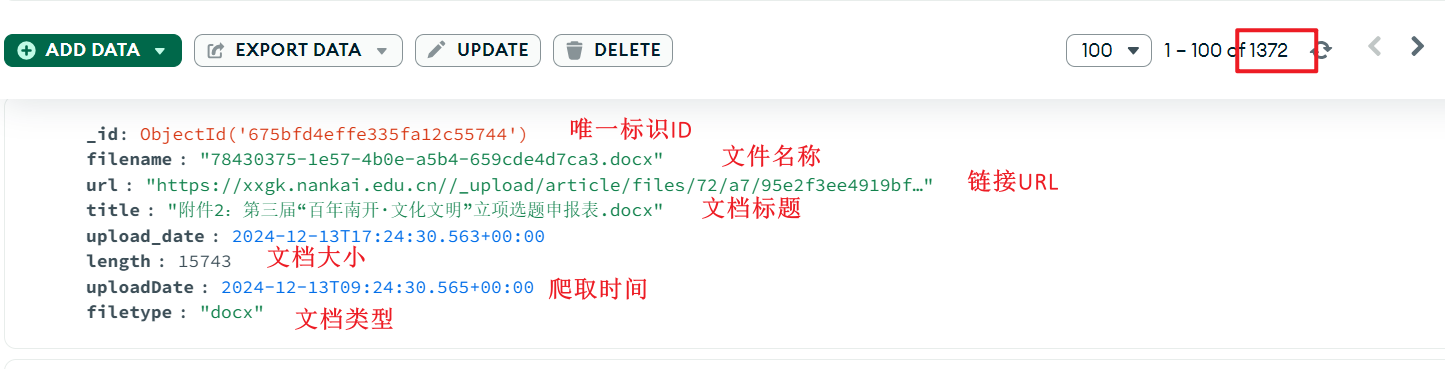 ADD DATA EXPORT DATA UPDATE DELETE 100 1 – 100 of 1372
_id: ObjectId('675bfd4effe335fa12c55744') 唯一标识ID
filename : "78430375-1e57-4b0e-a5b4-659cde4d7ca3.docx" 文件名称
url : "https://xxgk.nankai.edu.cn//_upload/article/files/72/a7/95e2f3ee4919bf…" 链接URL
title : "附件2：第三届“百年南开·文化文明”立项选题申报表.docx" 文档标题
upload_date : 2024-12-13T17:24:30.563+00:00
length : 15743 文档大小
uploadDate : 2024-12-13T09:24:30.565+00:00 爬取时间
filetype : "docx" 文档类型